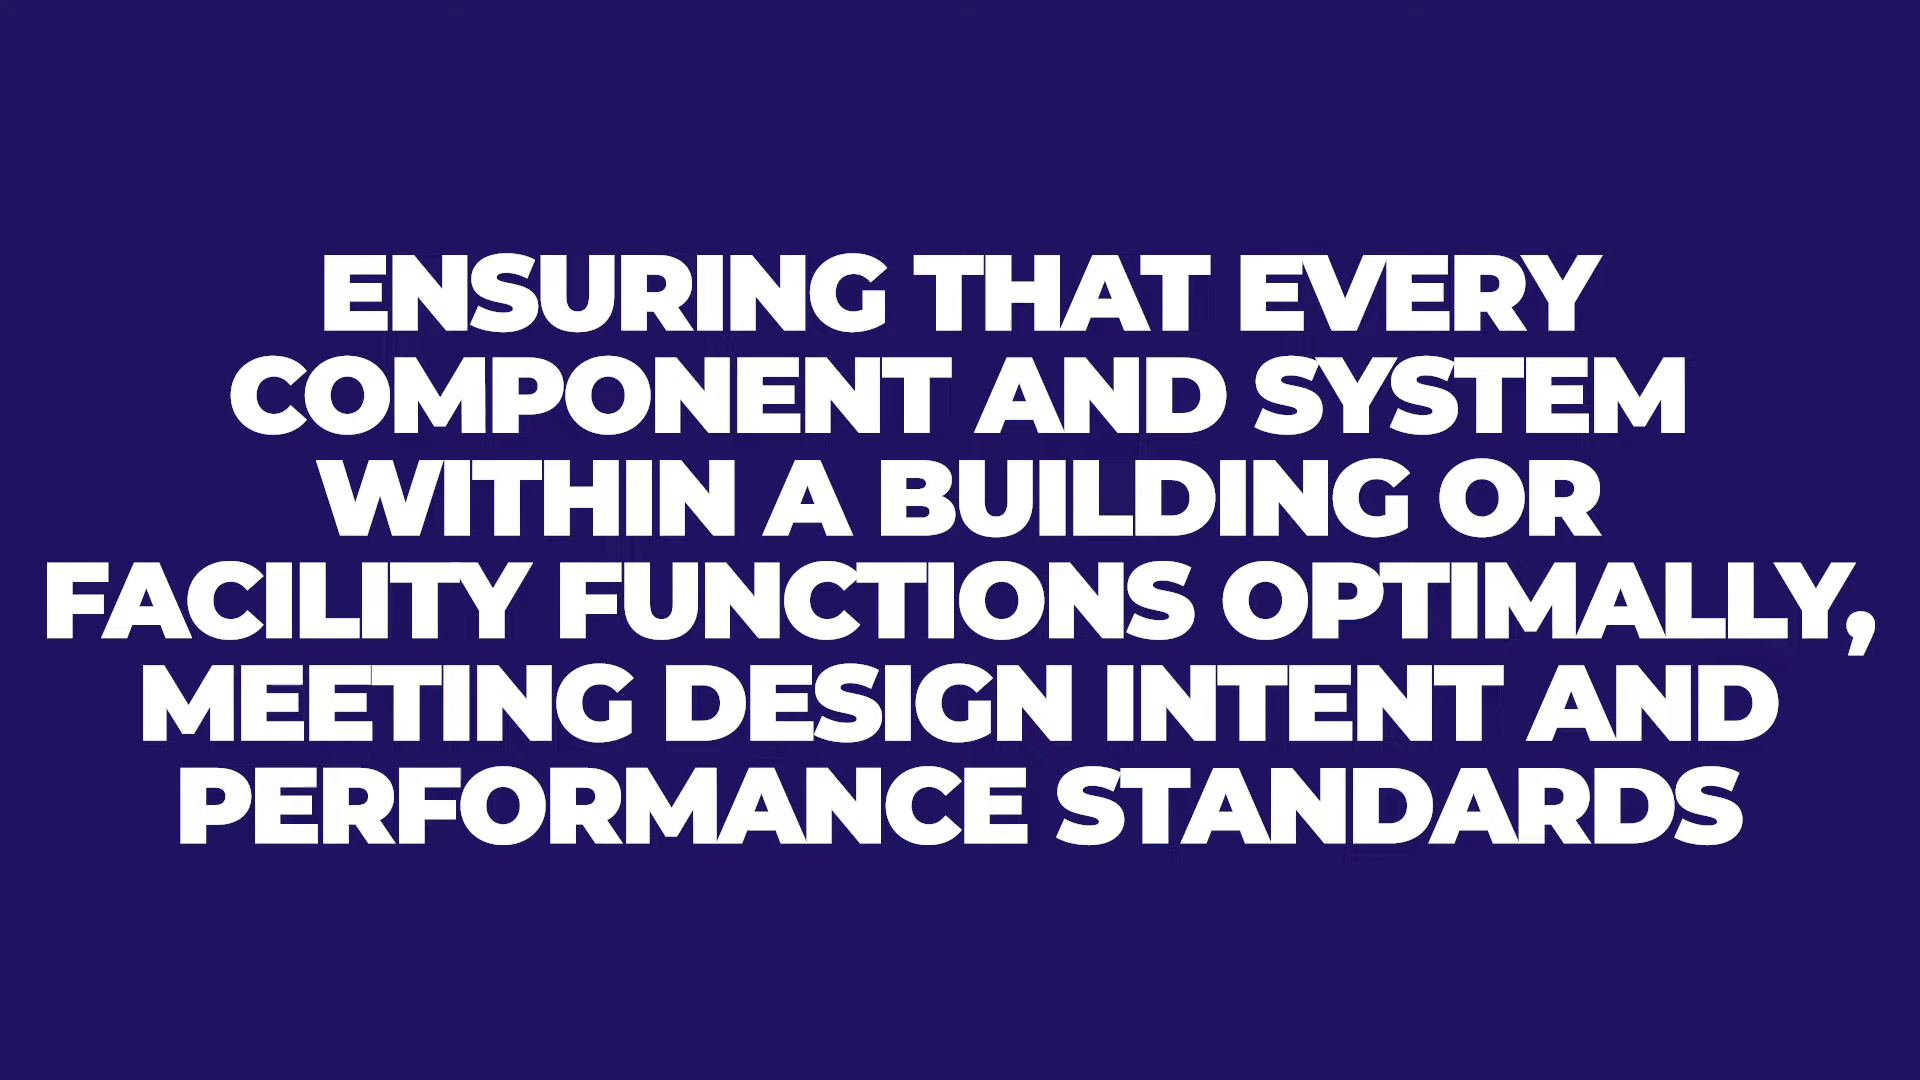 ENSURING THAT EVERY
COMPONENT AND SYSTEM
WITHIN A BUILDING OR
FACILITY FUNCTIONS OPTIMALLY,
MEETING DESIGN INTENT AND
PERFORMANCE STANDARDS